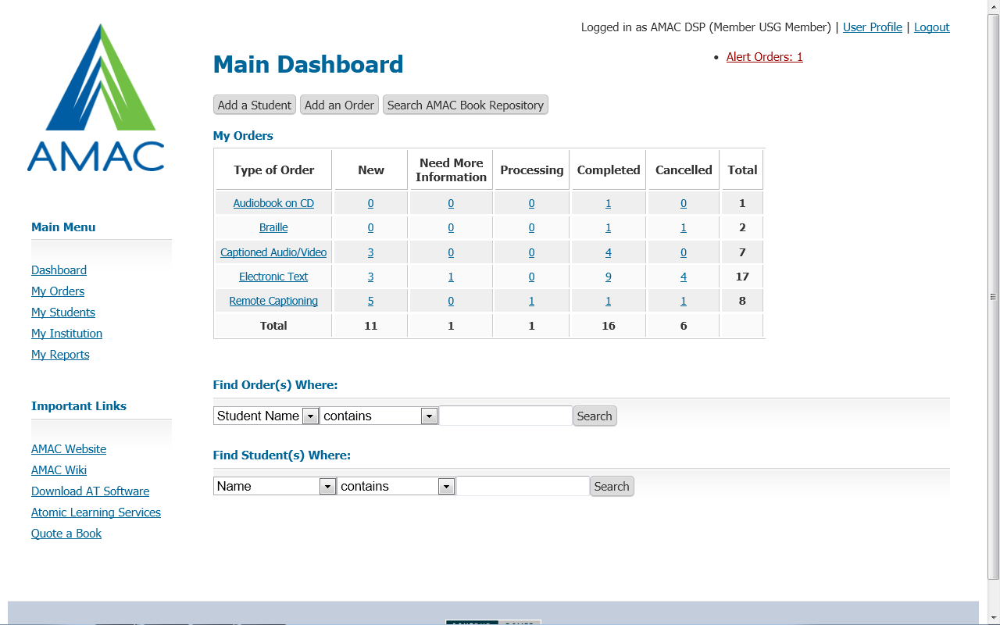 Logged in as AMAC DSP (Member USG Member) | User Profile | Logout
Alert Orders: 1
AMAC
Main Dashboard
Add a Student Add an Order Search AMAC Book Repository
My Orders
Type of Order New Need More Information Processing Completed Cancelled Total
Audiobook on CD 0 0 0 1 0 1
Braille 0 0 0 1 1 2
Captioned Audio/Video 3 0 0 4 0 7
Electronic Text 3 1 0 9 4 17
Remote Captioning 5 0 1 1 1 8
Total 11 1 1 16 6
Main Menu
Dashboard
My Orders
My Students
My Institution
My Reports
Important Links
AMAC Website
AMAC Wiki
Download AT Software
Atomic Learning Services
Quote a Book
Find Order(s) Where:
Student Name contains Search
Find Student(s) Where:
Name contains Search